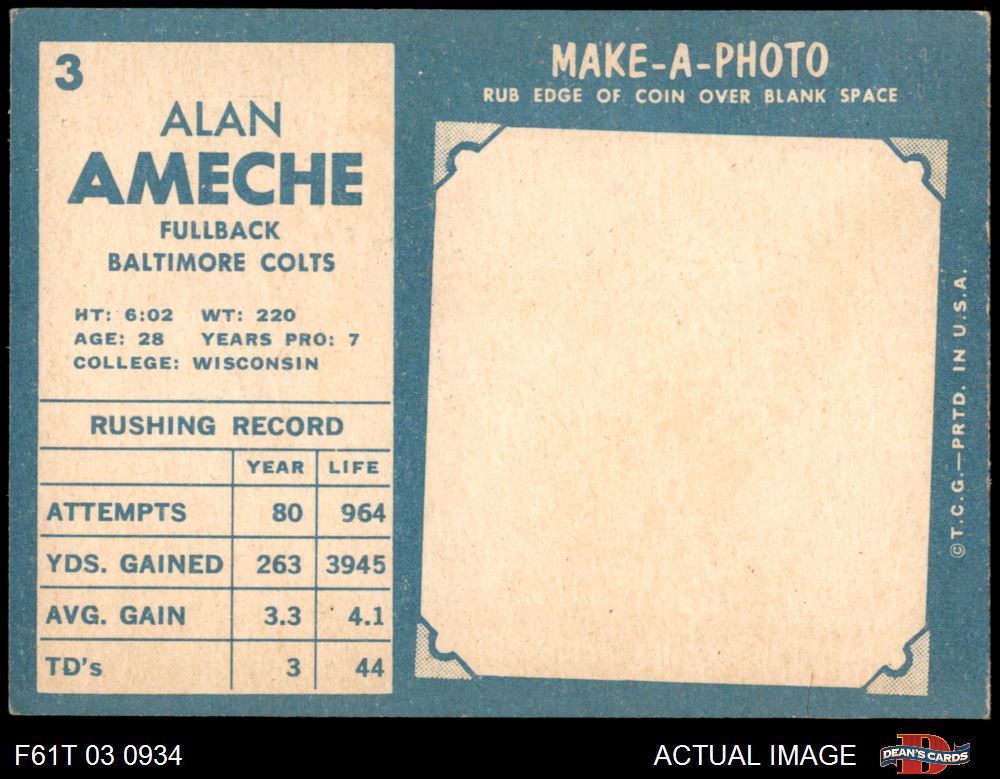 3
ALAN
AMECHE
FULLBACK
BALTIMORE COLTS
HT: 6:02 WT: 220
AGE: 28 YEARS PRO: 7
COLLEGE: WISCONSIN
RUSHING RECORD
YEAR LIFE
ATTEMPTS 80 964
YDS. GAINED 263 3945
AVG. GAIN 3.3 4.1
TD's 3 44
MAKE-A-PHOTO
RUB EDGE OF COIN OVER BLANK SPACE
© T.C.G.—PRTD. IN U.S.A.
F61T 03 0934
ACTUAL IMAGE
D
DEAN'S CARDS